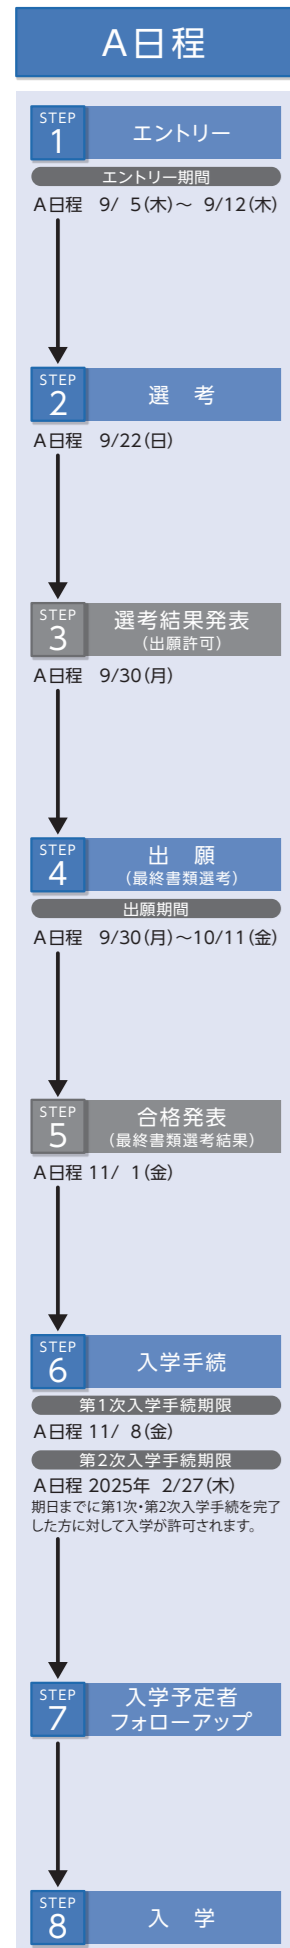 A日程
STEP
1
エントリー
エントリー期間
A日程 9/ 5(木)～ 9/12(木)
STEP
2
選 考
A日程 9/22(日)
STEP
3
選考結果発表
(出願許可)
A日程 9/30(月)
STEP
4
出 願
(最終書類選考)
出願期間
A日程 9/30(月)～10/11(金)
STEP
5
合格発表
(最終書類選考結果)
A日程 11/ 1(金)
STEP
6
入学手続
第1次入学手続期限
A日程 11/ 8(金)
第2次入学手続期限
A日程 2025年 2/27(木)
期日までに第1次・第2次入学手続を完了
した方に対して入学が許可されます。
STEP
7
入学予定者
フォローアップ
STEP
8
入 学